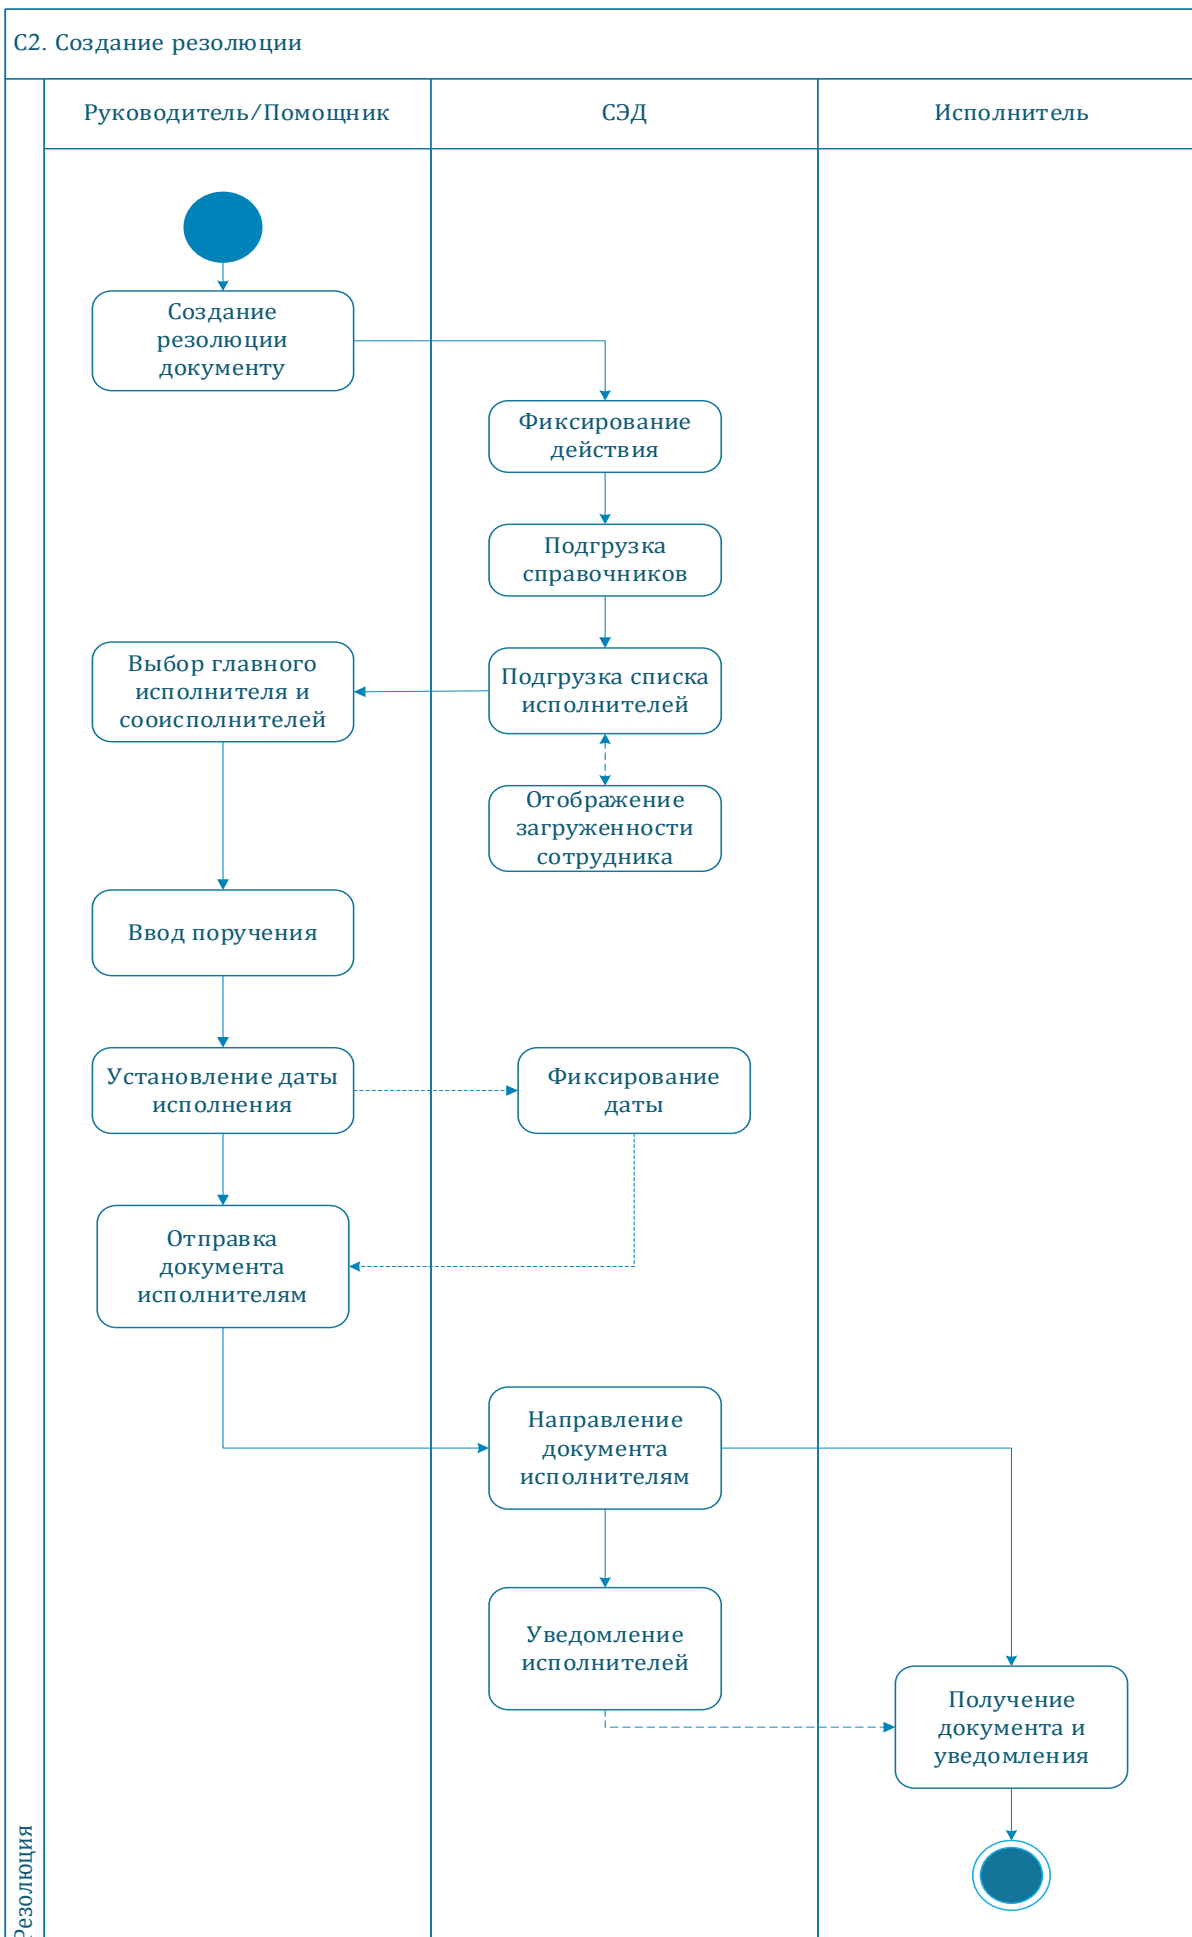 С2. Создание резолюции
Руководитель/Помощник
СЭД
Исполнитель
Создание
резолюции
документу
Фиксирование
действия
Подгрузка
справочников
Выбор главного
исполнителя и
сооисполнителей
Подгрузка списка
исполнителей
Отображение
загруженности
сотрудника
Ввод поручения
Установление даты
исполнения
Фиксирование
даты
Отправка
документа
исполнителям
Направление
документа
исполнителям
Уведомление
исполнителей
Получение
документа и
уведомления
Резолюция